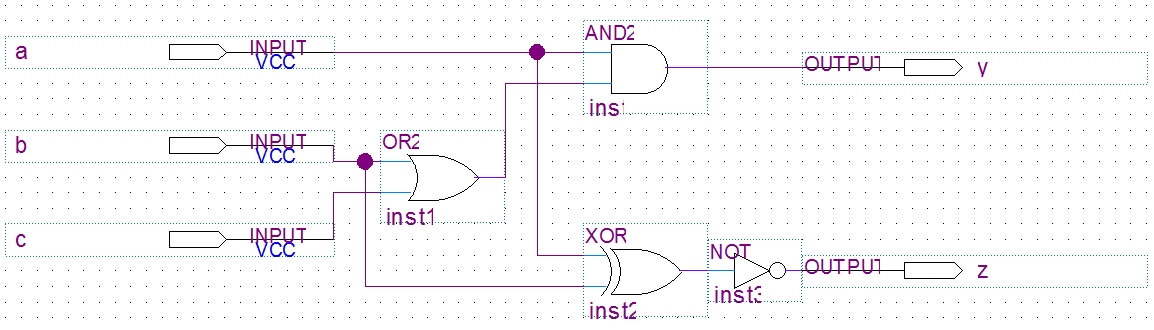 AND2
a INPUT
VCC
OUTPUT y
inst
b INPUT
VCC
OR2
inst1
c INPUT
VCC
XOR
NOT
OUTPUT z
inst3
inst2